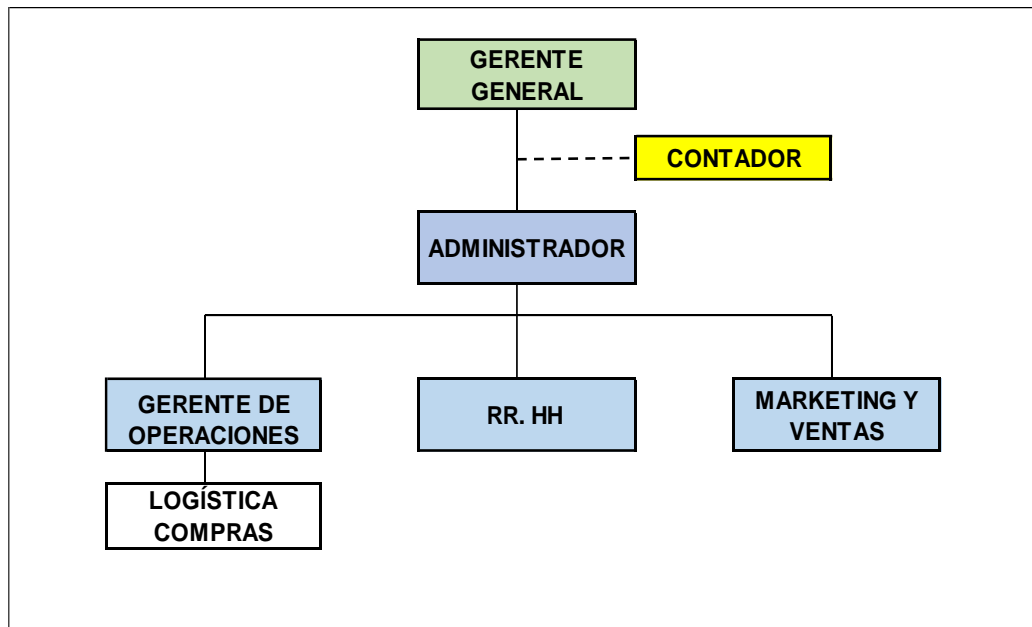 GERENTE
GENERAL
CONTADOR
ADMINISTRADOR
GERENTE DE
OPERACIONES
RR. HH
MARKETING Y
VENTAS
LOGÍSTICA
COMPRAS